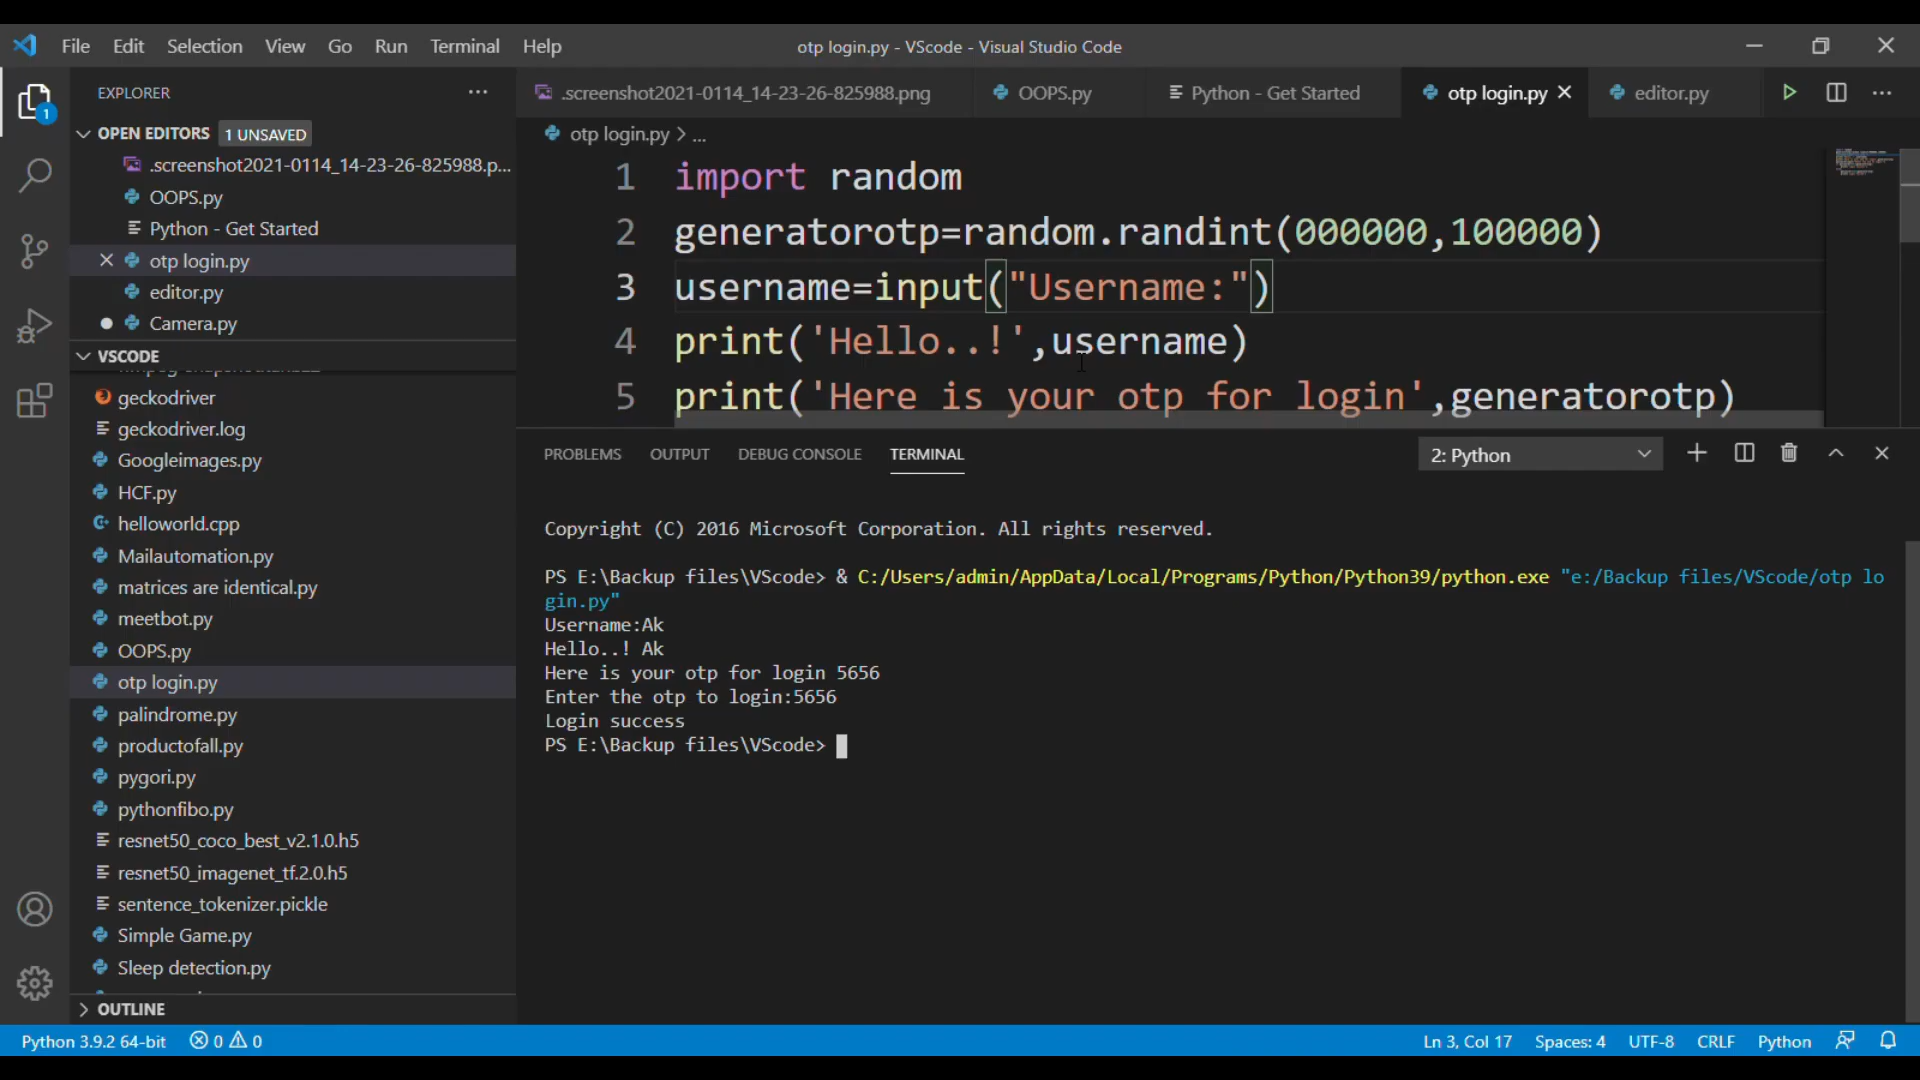 File Edit Selection View Go Run Terminal Help
otp login.py - VScode - Visual Studio Code
EXPLORER
.screenshot2021-0114_14-23-26-825988.png OOPS.py Python - Get Started otp login.py editor.py
OPEN EDITORS 1 UNSAVED
.screenshot2021-0114_14-23-26-825988.p...
OOPS.py
Python - Get Started
otp login.py
editor.py
Camera.py
1
VSCODE
geckodriver
geckodriver.log
Googleimages.py
HCF.py
helloworld.cpp
Mailautomation.py
matrices are identical.py
meetbot.py
OOPS.py
otp login.py
palindrome.py
productofall.py
pygori.py
pythonfibo.py
resnet50_coco_best_v2.1.0.h5
resnet50_imagenet_tf.2.0.h5
sentence_tokenizer.pickle
Simple Game.py
Sleep detection.py
OUTLINE
otp login.py > ...
1 import random
2 generatorotp=random.randint(000000,100000)
3 username=input("Username:")
4 print('Hello..!',username)
5 print('Here is your otp for login',generatorotp)
PROBLEMS OUTPUT DEBUG CONSOLE TERMINAL 2: Python
Copyright (C) 2016 Microsoft Corporation. All rights reserved.
PS E:\Backup files\VScode> & C:/Users/admin/AppData/Local/Programs/Python/Python39/python.exe "e:/Backup files/VScode/otp lo
gin.py"
Username:Ak
Hello..! Ak
Here is your otp for login 5656
Enter the otp to login:5656
Login success
PS E:\Backup files\VScode>
Python 3.9.2 64-bit 0 0 Ln 3, Col 17 Spaces: 4 UTF-8 CRLF Python